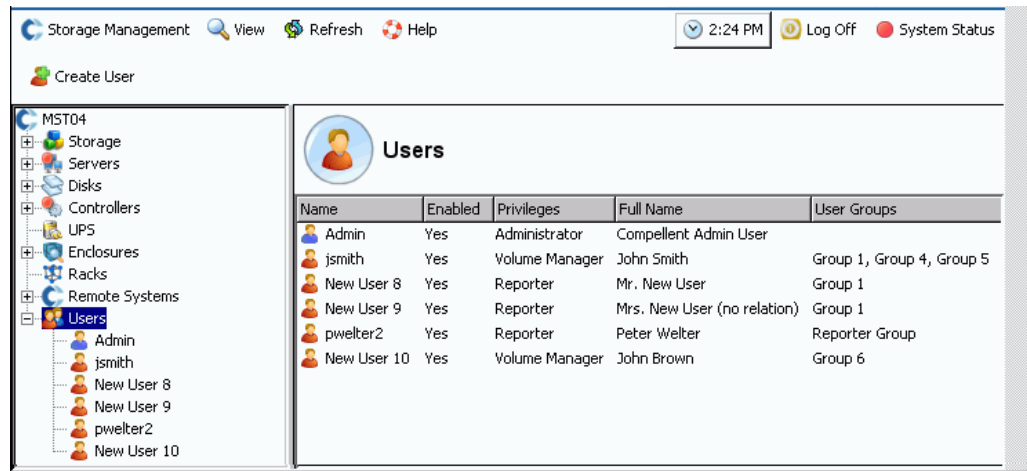 Storage Management View Refresh Help 2:24 PM Log Off System Status
Create User
MST04
Storage
Servers
Disks
Controllers
UPS
Enclosures
Racks
Remote Systems
Users
Admin
jsmith
New User 8
New User 9
pwelter2
New User 10
Users
Name Enabled Privileges Full Name User Groups
Admin Yes Administrator Compellent Admin User
jsmith Yes Volume Manager John Smith Group 1, Group 4, Group 5
New User 8 Yes Reporter Mr. New User Group 1
New User 9 Yes Reporter Mrs. New User (no relation) Group 1
pwelter2 Yes Reporter Peter Welter Reporter Group
New User 10 Yes Volume Manager John Brown Group 6